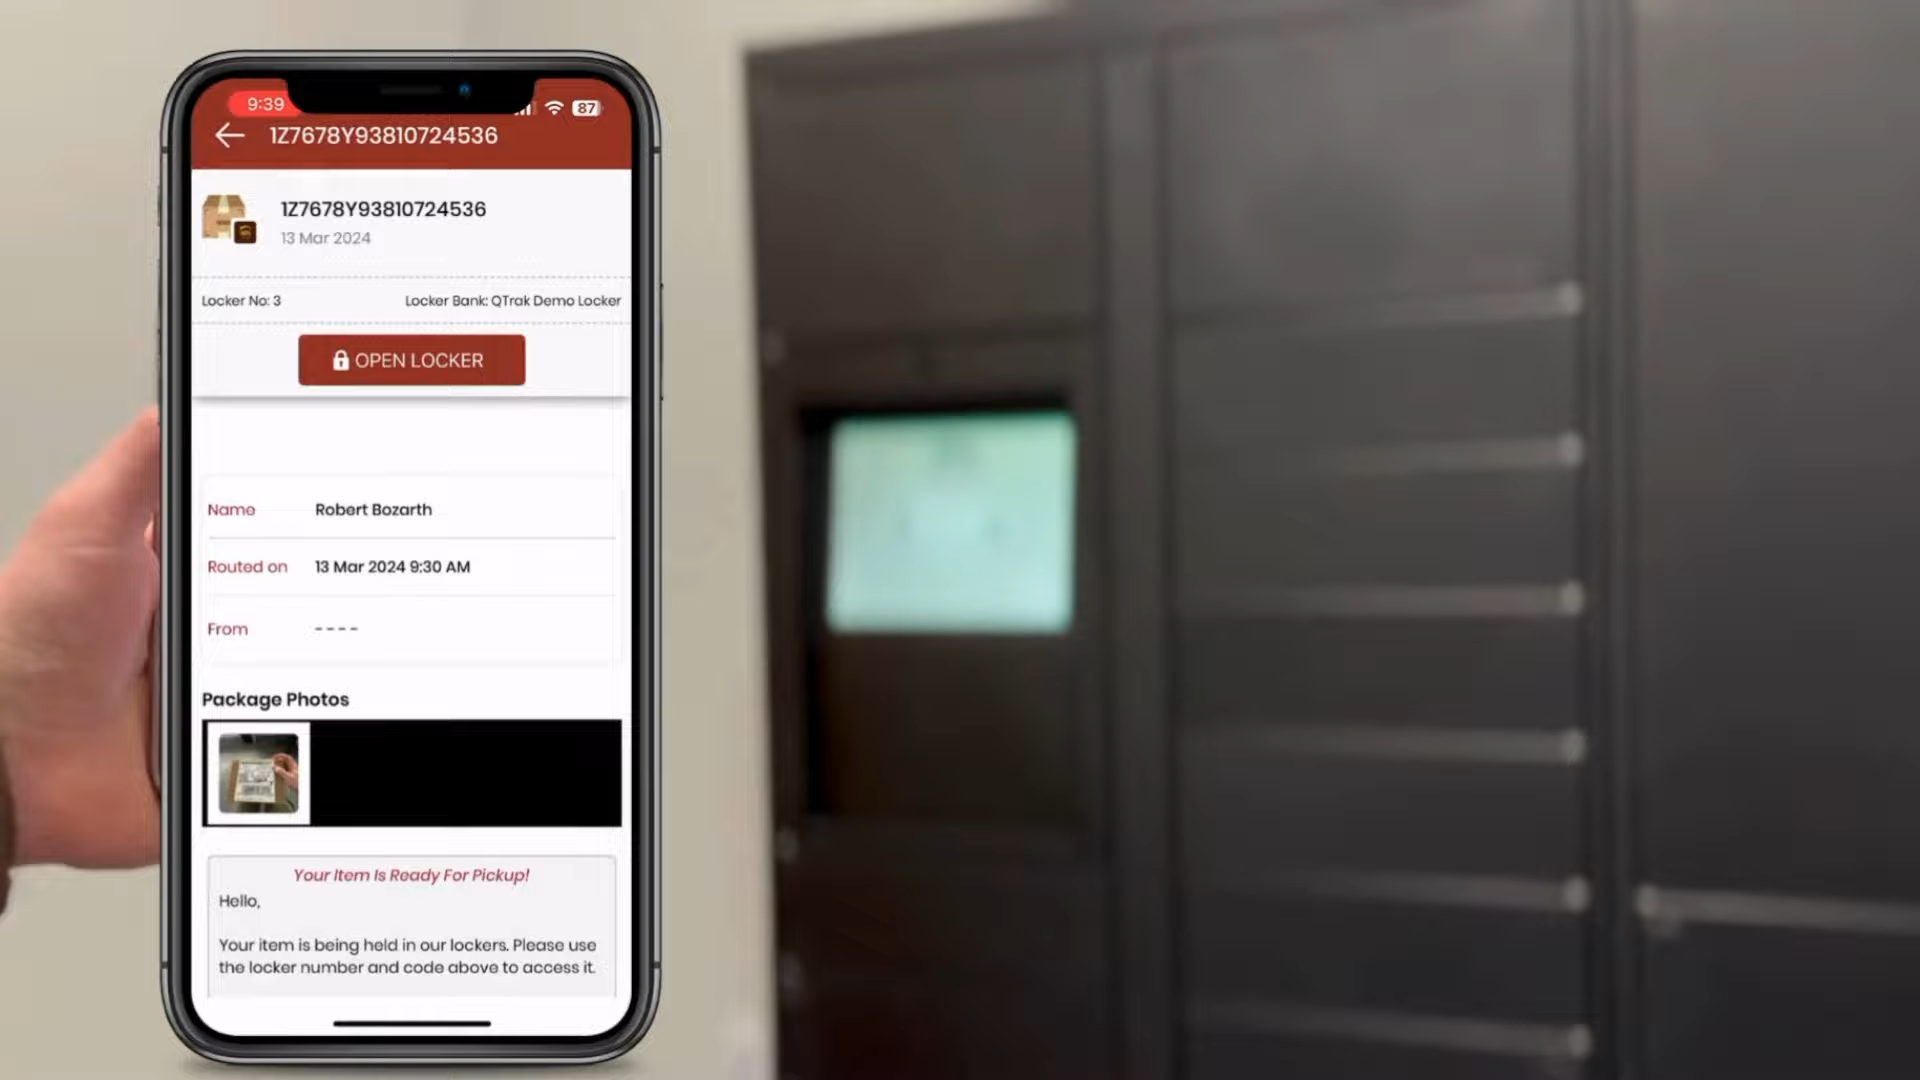 9:39
87
1Z7678Y93810724536
1Z7678Y93810724536
13 Mar 2024
Locker No: 3
Locker Bank: QTrak Demo Locker
OPEN LOCKER
Name Robert Bozarth
Routed on 13 Mar 2024 9:30 AM
From ----
Package Photos
Your Item Is Ready For Pickup!
Hello,
Your item is being held in our lockers. Please use
the locker number and code above to access it.